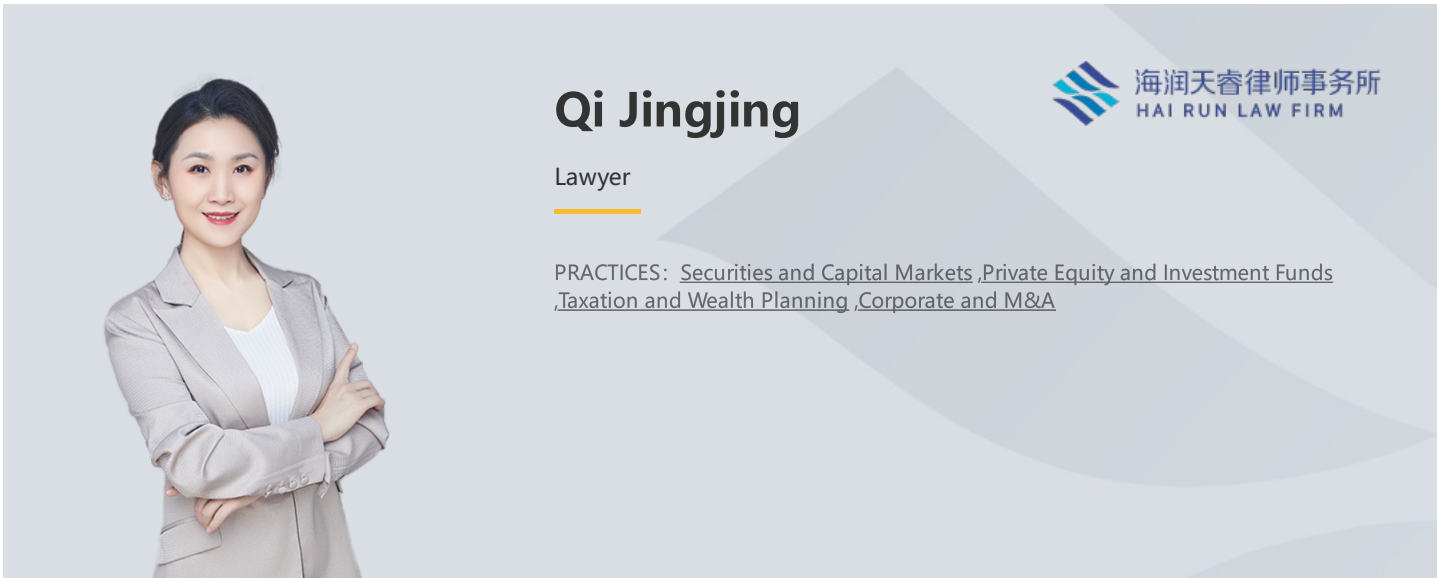 海润天睿律师事务所
HAI RUN LAW FIRM
Qi Jingjing
Lawyer
PRACTICES：Securities and Capital Markets ,Private Equity and Investment Funds
,Taxation and Wealth Planning ,Corporate and M&A